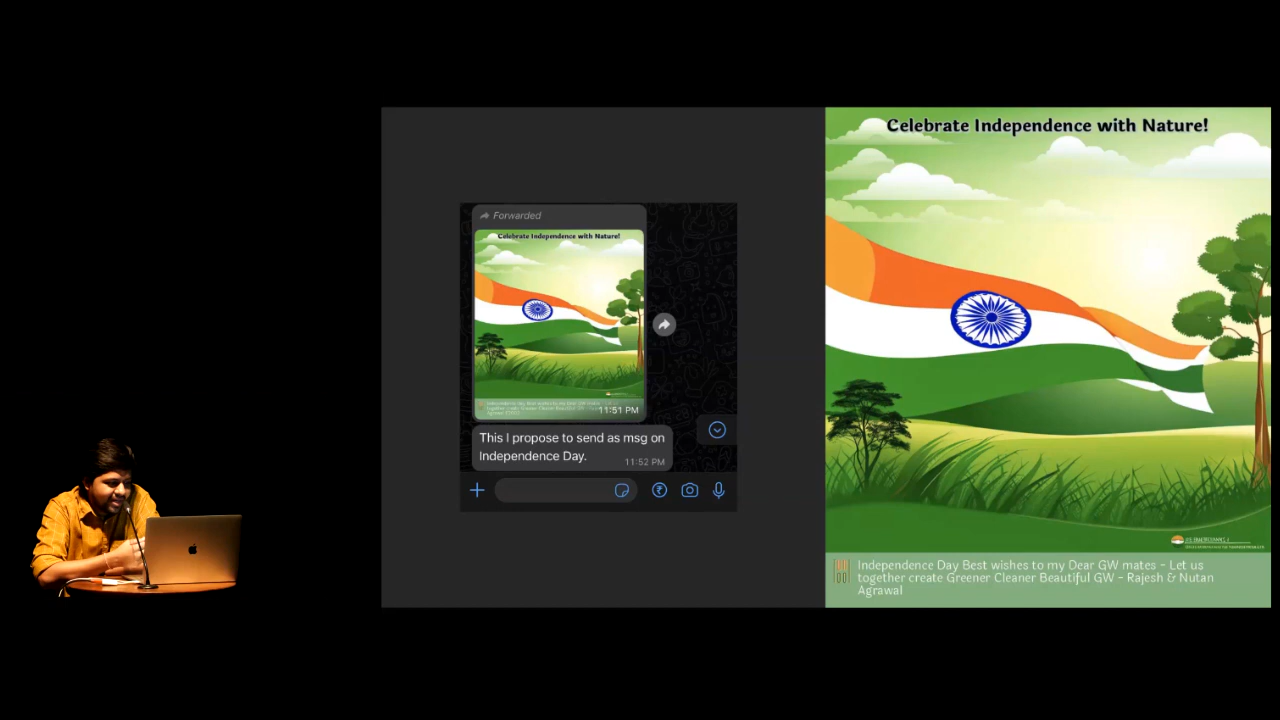 Forwarded
Celebrate Independence with Nature!
11:51 PM
This I propose to send as msg on
Independence Day.
11:52 PM
Celebrate Independence with Nature!
Independence Day Best wishes to my Dear GW mates - Let us
together create Greener Cleaner Beautiful GW - Rajesh & Nutan
Agrawal